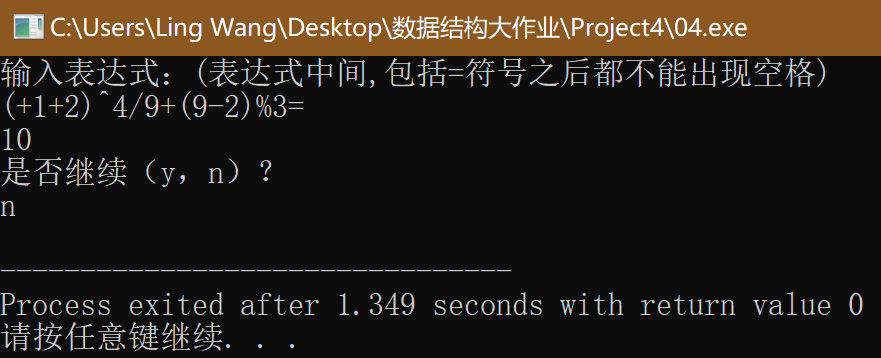 C:\Users\Ling Wang\Desktop\数据结构大作业\Project4\04.exe
输入表达式：(表达式中间,包括=符号之后都不能出现空格)
(+1+2)^4/9+(9-2)%3=
10
是否继续（y，n）？
n
--------------------------------
Process exited after 1.349 seconds with return value 0
请按任意键继续. . .